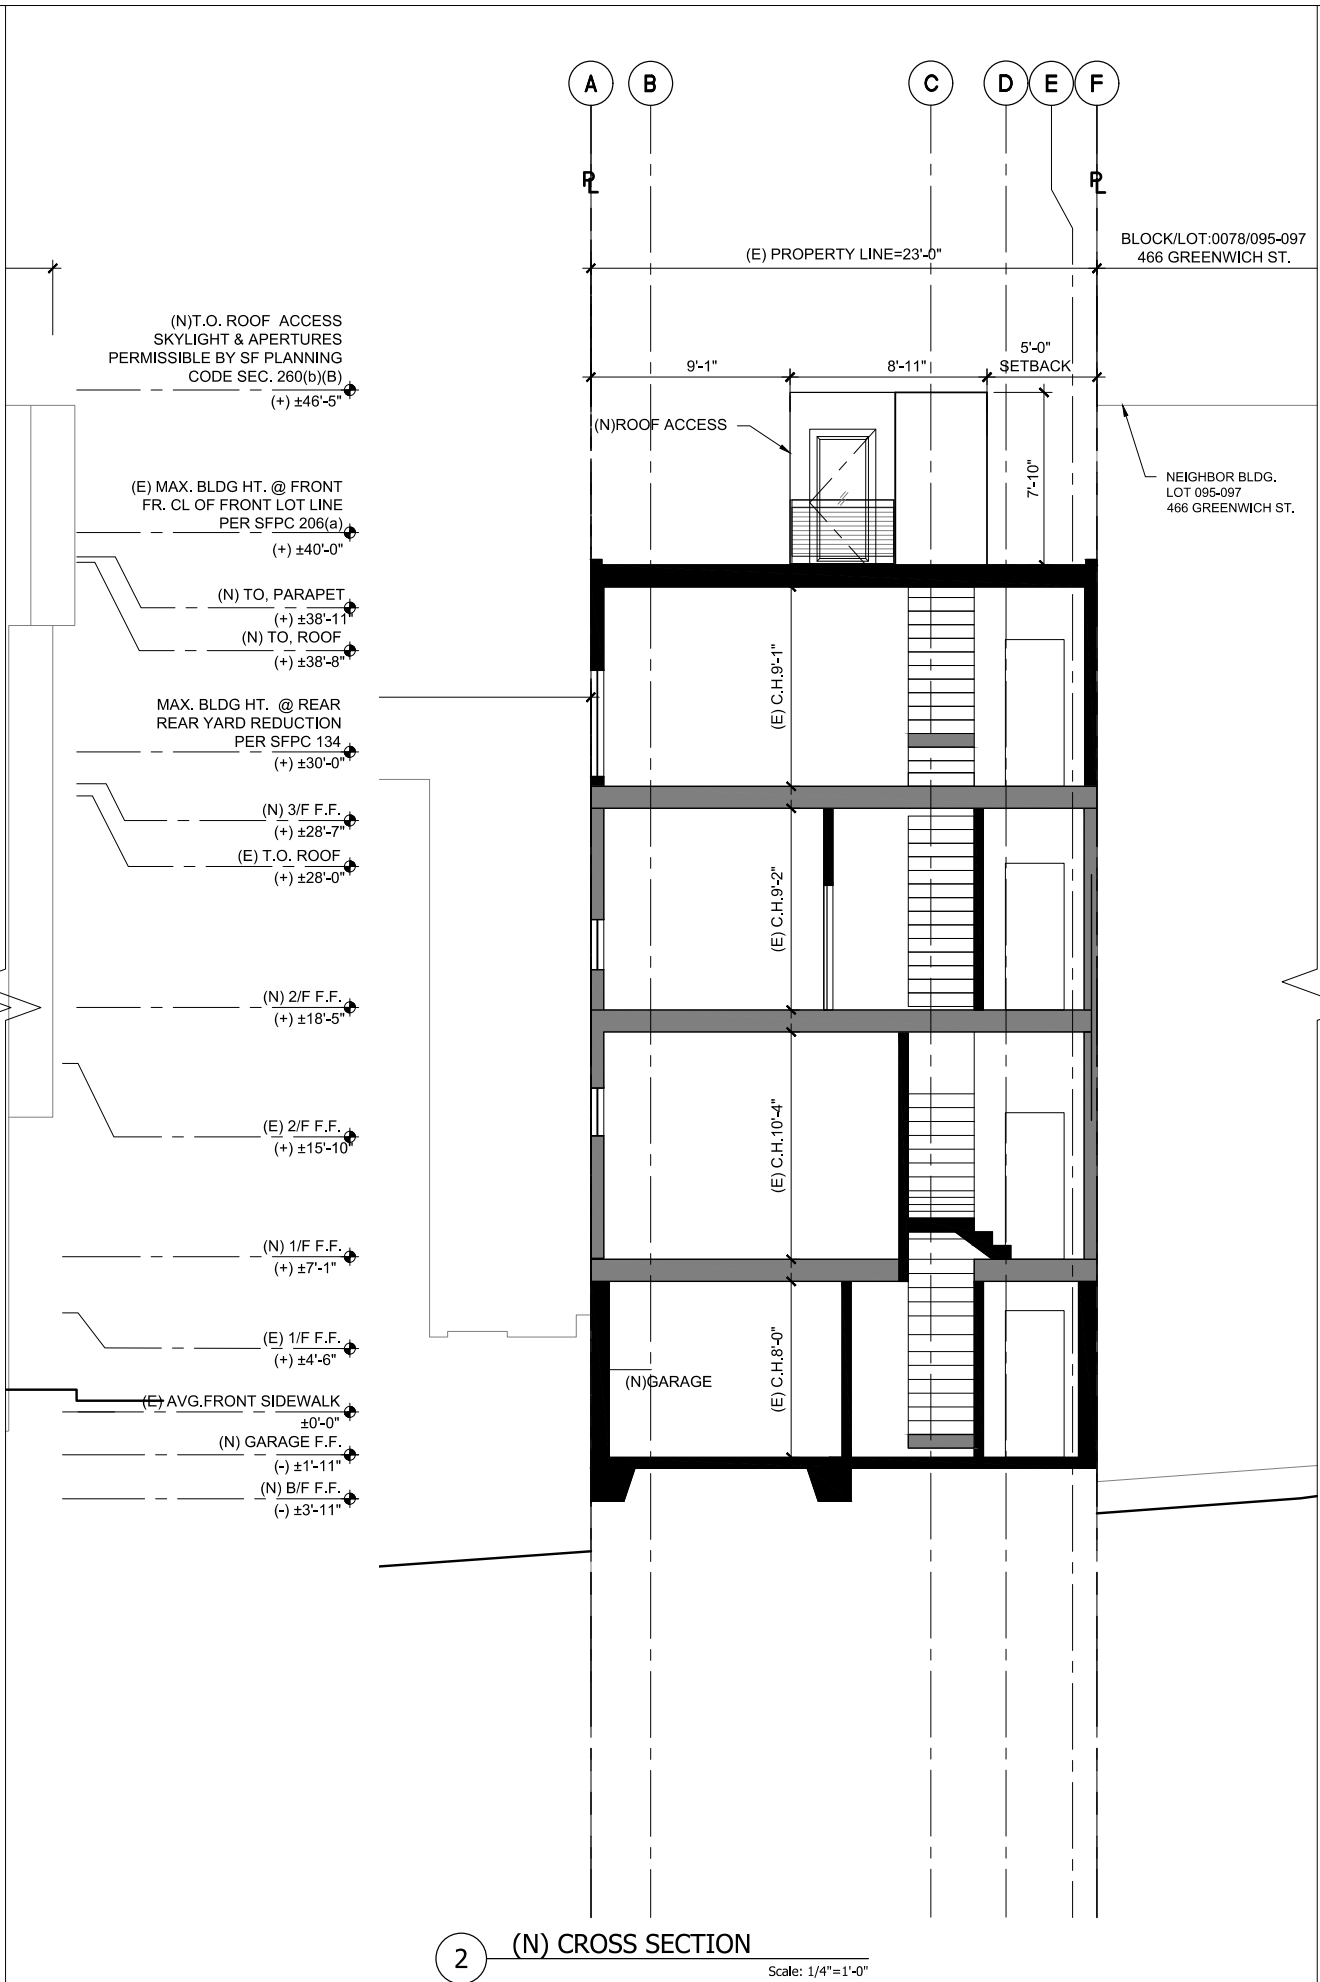 A
B
C
D
E
F
PL
PL
(E) PROPERTY LINE=23'-0"
BLOCK/LOT:0078/095-097
466 GREENWICH ST.
(N)T.O. ROOF ACCESS
SKYLIGHT & APERTURES
PERMISSIBLE BY SF PLANNING
CODE SEC. 260(b)(B)
(+) ±46'-5"
9'-1"
8'-11"
5'-0"
SETBACK
(N)ROOF ACCESS
7'-10"
NEIGHBOR BLDG.
LOT 095-097
466 GREENWICH ST.
(E) MAX. BLDG HT. @ FRONT
FR. CL OF FRONT LOT LINE
PER SFPC 206(a)
(+) ±40'-0"
(N) TO, PARAPET
(+) ±38'-11"
(N) TO, ROOF
(+) ±38'-8"
(E) C.H.9'-1"
MAX. BLDG HT. @ REAR
REAR YARD REDUCTION
PER SFPC 134
(+) ±30'-0"
(N) 3/F F.F.
(+) ±28'-7"
(E) T.O. ROOF
(+) ±28'-0"
(E) C.H.9'-2"
(N) 2/F F.F.
(+) ±18'-5"
(E) 2/F F.F.
(+) ±15'-10"
(E) C.H.10'-4"
(N) 1/F F.F.
(+) ±7'-1"
(E) 1/F F.F.
(+) ±4'-6"
(E) C.H.8'-0"
(N)GARAGE
(E) AVG.FRONT SIDEWALK
±0'-0"
(N) GARAGE F.F.
(-) ±1'-11"
(N) B/F F.F.
(-) ±3'-11"
2
(N) CROSS SECTION
Scale: 1/4"=1'-0"